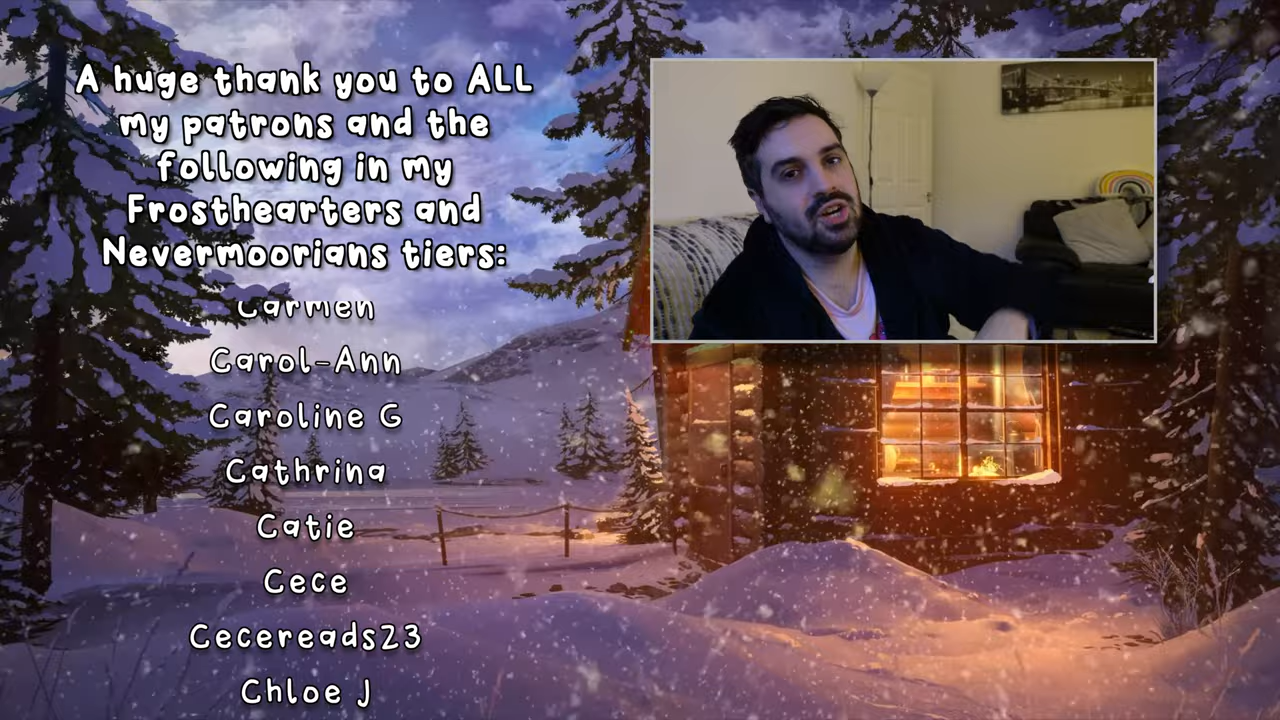 A huge thank you to ALL
my patrons and the
following in my
Frosthearters and
Nevermoorians tiers:
Carmen
Carol-Ann
Caroline G
Cathrina
Catie
Cece
Cecereads23
Chloe J